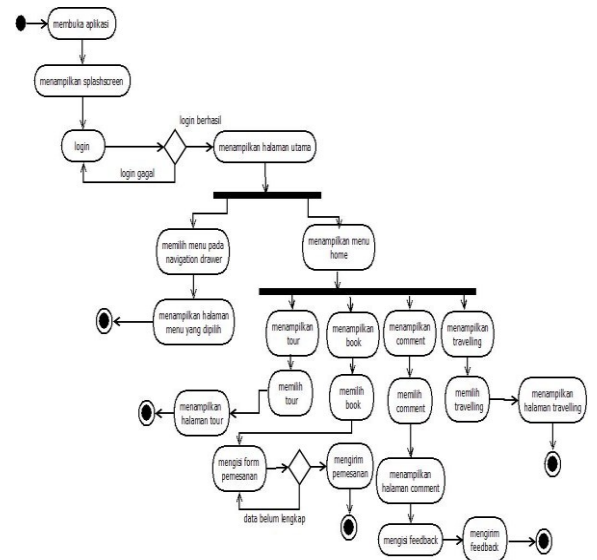 membuka aplikasi
menampilkan splashscreen
login berhasil
login
menampilkan halaman utama
login gagal
memilih menu pada
navigation drawer
menampilkan menu
home
menampilkan halaman
menu yang dipilih
menampilkan
tour
menampilkan
book
menampilkan
comment
menampilkan
travelling
memilih
tour
memilih
book
memilih
comment
memilih
travelling
menampilkan
halaman travelling
menampilkan
halaman tour
mengisi form
pemesanan
mengirim
pemesanan
data belum lengkap
menampilkan
halaman comment
mengisi feedback
mengirim
feedback